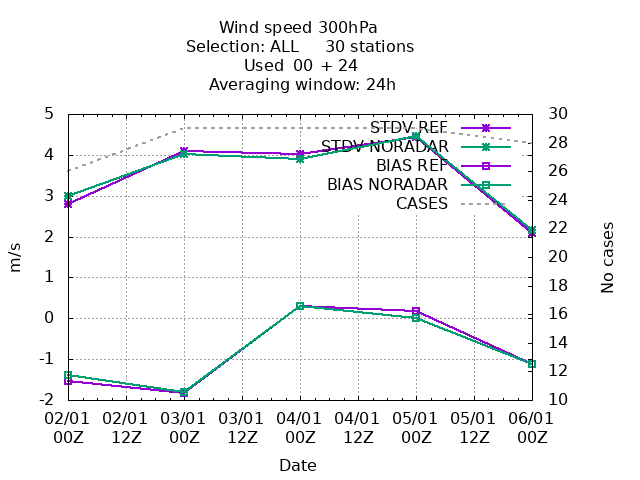 Wind speed 300hPa
Selection: ALL 30 stations
Used 00 + 24
Averaging window: 24h
5
4
3
2
1
0
-1
-2
m/s
30
28
26
24
22
20
18
16
14
12
10
No cases
STDV REF
STDV NORADAR
BIAS REF
BIAS NORADAR
CASES
02/01 02/01 03/01 03/01 04/01 04/01 05/01 05/01 06/01
00Z 12Z 00Z 12Z 00Z 12Z 00Z 12Z 00Z
Date